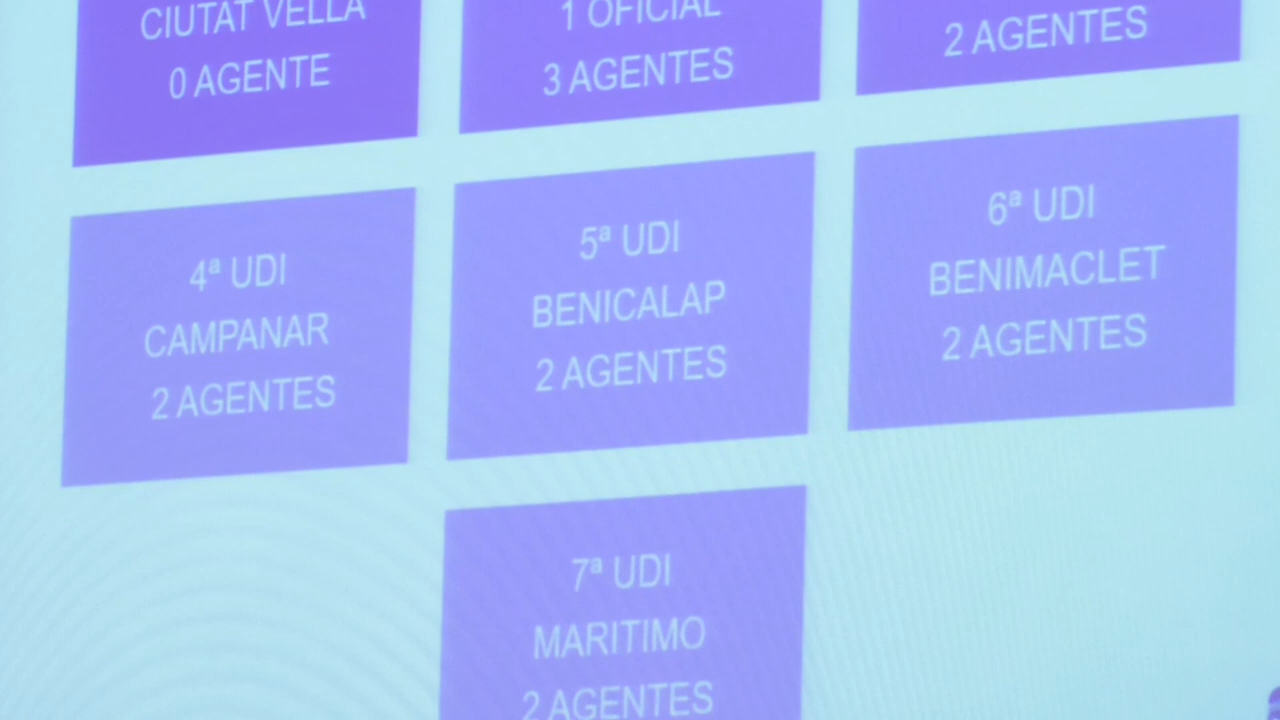 CIUTAT VELLA
0 AGENTE
1 OFICIAL
3 AGENTES
2 AGENTES
4ª UDI
CAMPANAR
2 AGENTES
5ª UDI
BENICALAP
2 AGENTES
6ª UDI
BENIMACLET
2 AGENTES
7ª UDI
MARITIMO
2 AGENTES